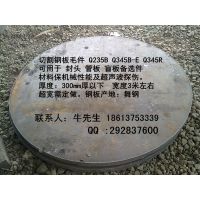 切割钢板毛件 Q235B Q345B-E Q345R
可用于 封头 管板 盲板备选件
材料保机械性能及超声波探伤。
厚度：300mm厚以下 宽度3米左右
超宽需定做。钢板产地：舞钢
联系人：牛先生 18613753339
QQ :292837600